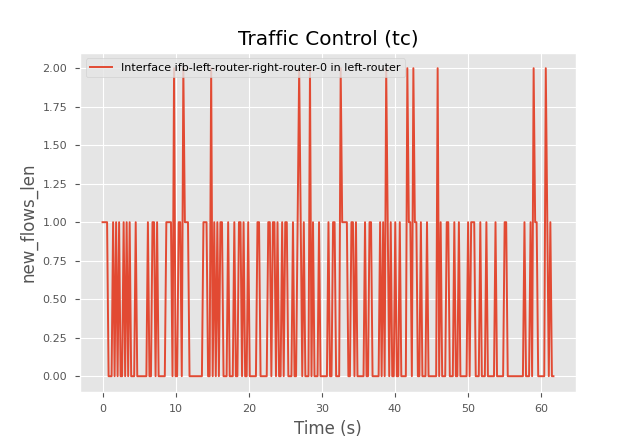 Traffic Control (tc)
Interface ifb-left-router-right-router-0 in left-router
2.00
1.75
1.50
1.25
1.00
0.75
0.50
0.25
0.00
new_flows_len
0 10 20 30 40 50 60
Time (s)